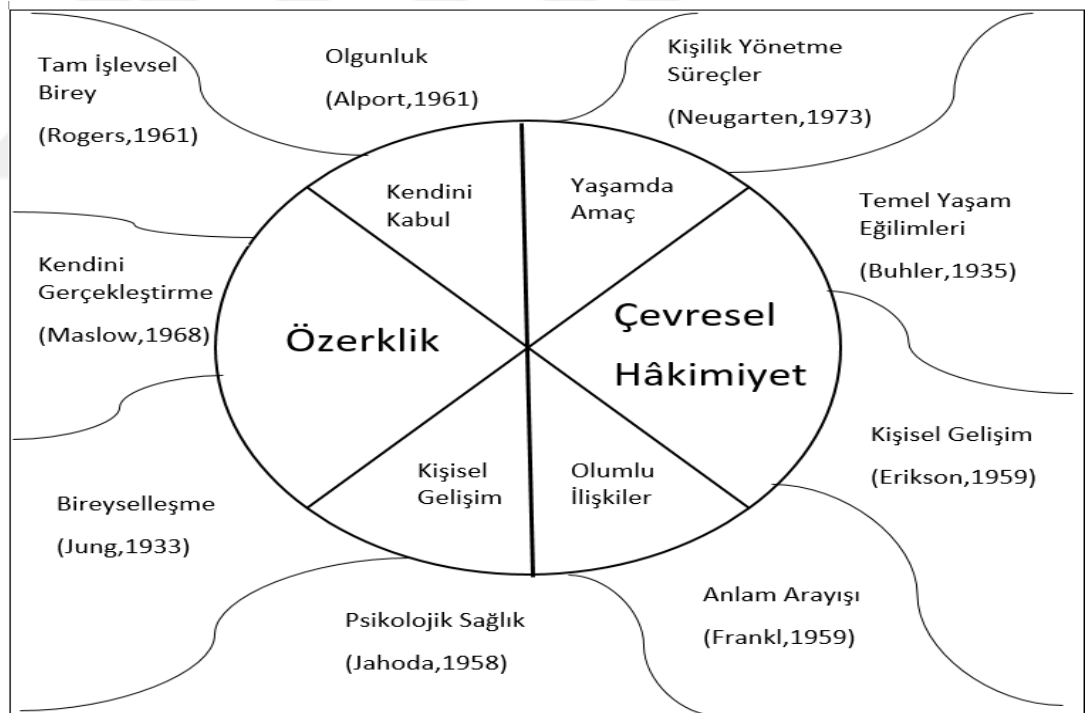 Tam İşlevsel
Birey
(Rogers,1961)
Olgunluk
(Alport,1961)
Kişilik Yönetme
Süreçler
(Neugarten,1973)
Kendini
Kabul
Yaşamda
Amaç
Temel Yaşam
Eğilimleri
(Buhler,1935)
Kendini
Gerçekleştirme
(Maslow,1968)
Özerklik
Çevresel
Hâkimiyet
Kişisel Gelişim
(Erikson,1959)
Kişisel
Gelişim
Olumlu
İlişkiler
Bireyselleşme
(Jung,1933)
Anlam Arayışı
(Frankl,1959)
Psikolojik Sağlık
(Jahoda,1958)